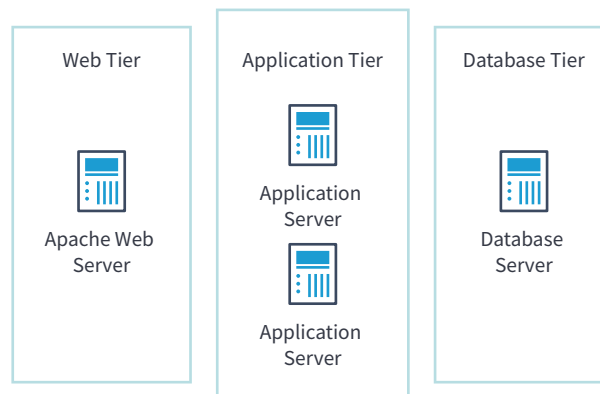 Web Tier
Apache Web
Server
Application Tier
Application
Server
Application
Server
Database Tier
Database
Server